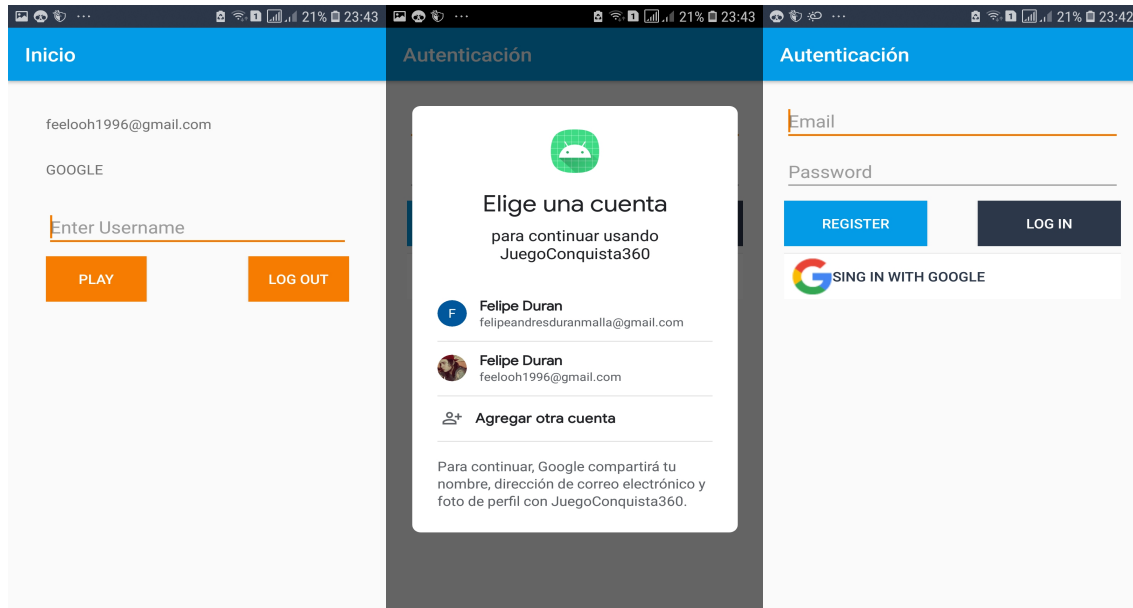 21% 23:43
Inicio
feelooh1996@gmail.com
GOOGLE
Enter Username
PLAY
LOG OUT
1 21% 23:43
Autenticación
Elige una cuenta
para continuar usando
JuegoConquista360
F
Felipe Duran
felipeandresduranmalla@gmail.com
Felipe Duran
feelooh1996@gmail.com
Agregar otra cuenta
Para continuar, Google compartirá tu
nombre, dirección de correo electrónico y
foto de perfil con JuegoConquista360.
1 21% 23:42
Autenticación
Email
Password
REGISTER
LOG IN
SING IN WITH GOOGLE